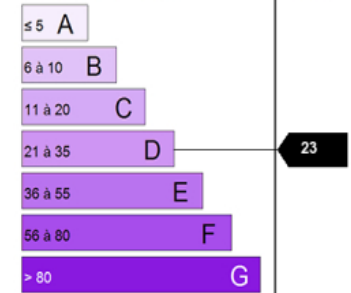 ≤ 5 A
6 à 10 B
11 à 20 C
21 à 35 D 23
36 à 55 E
56 à 80 F
> 80 G